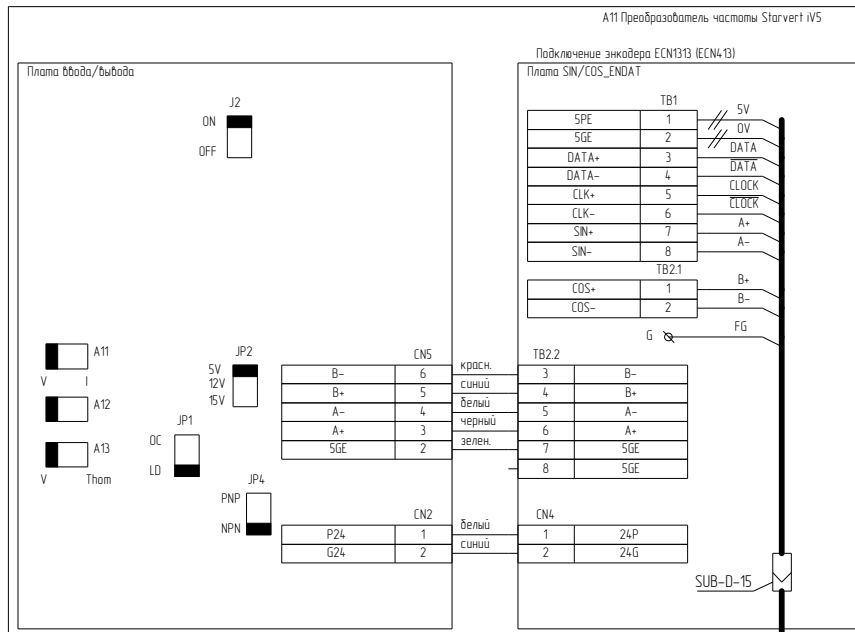 А11 Преобразователь частоты Starvert iV5
Подключение энкодера ECN1313 (ECN413)
Плата ввода/вывода
Плата SIN/COS_ENDAT
J2
ON
OFF
TB1
5PE 1 5V
5GE 2 0V
DATA+ 3 DATA
DATA- 4 DATA
CLK+ 5 CLOCK
CLK- 6 CLOCK
SIN+ 7 A+
SIN- 8 A-
TB2.1
COS+ 1 B+
COS- 2 B-
G FG
A11
V I
A12
A13
V Thom
JP2
5V
12V
15V
JP1
OC
LD
JP4
PNP
NPN
CN5 TB2.2
B- 6 красн. 3 B-
B+ 5 синий 4 B+
A- 4 белый 5 A-
A+ 3 черный 6 A+
5GE 2 зелен. 7 5GE
8 5GE
CN2 CN4
P24 1 белый 1 24P
G24 2 синий 2 24G
SUB-D-15